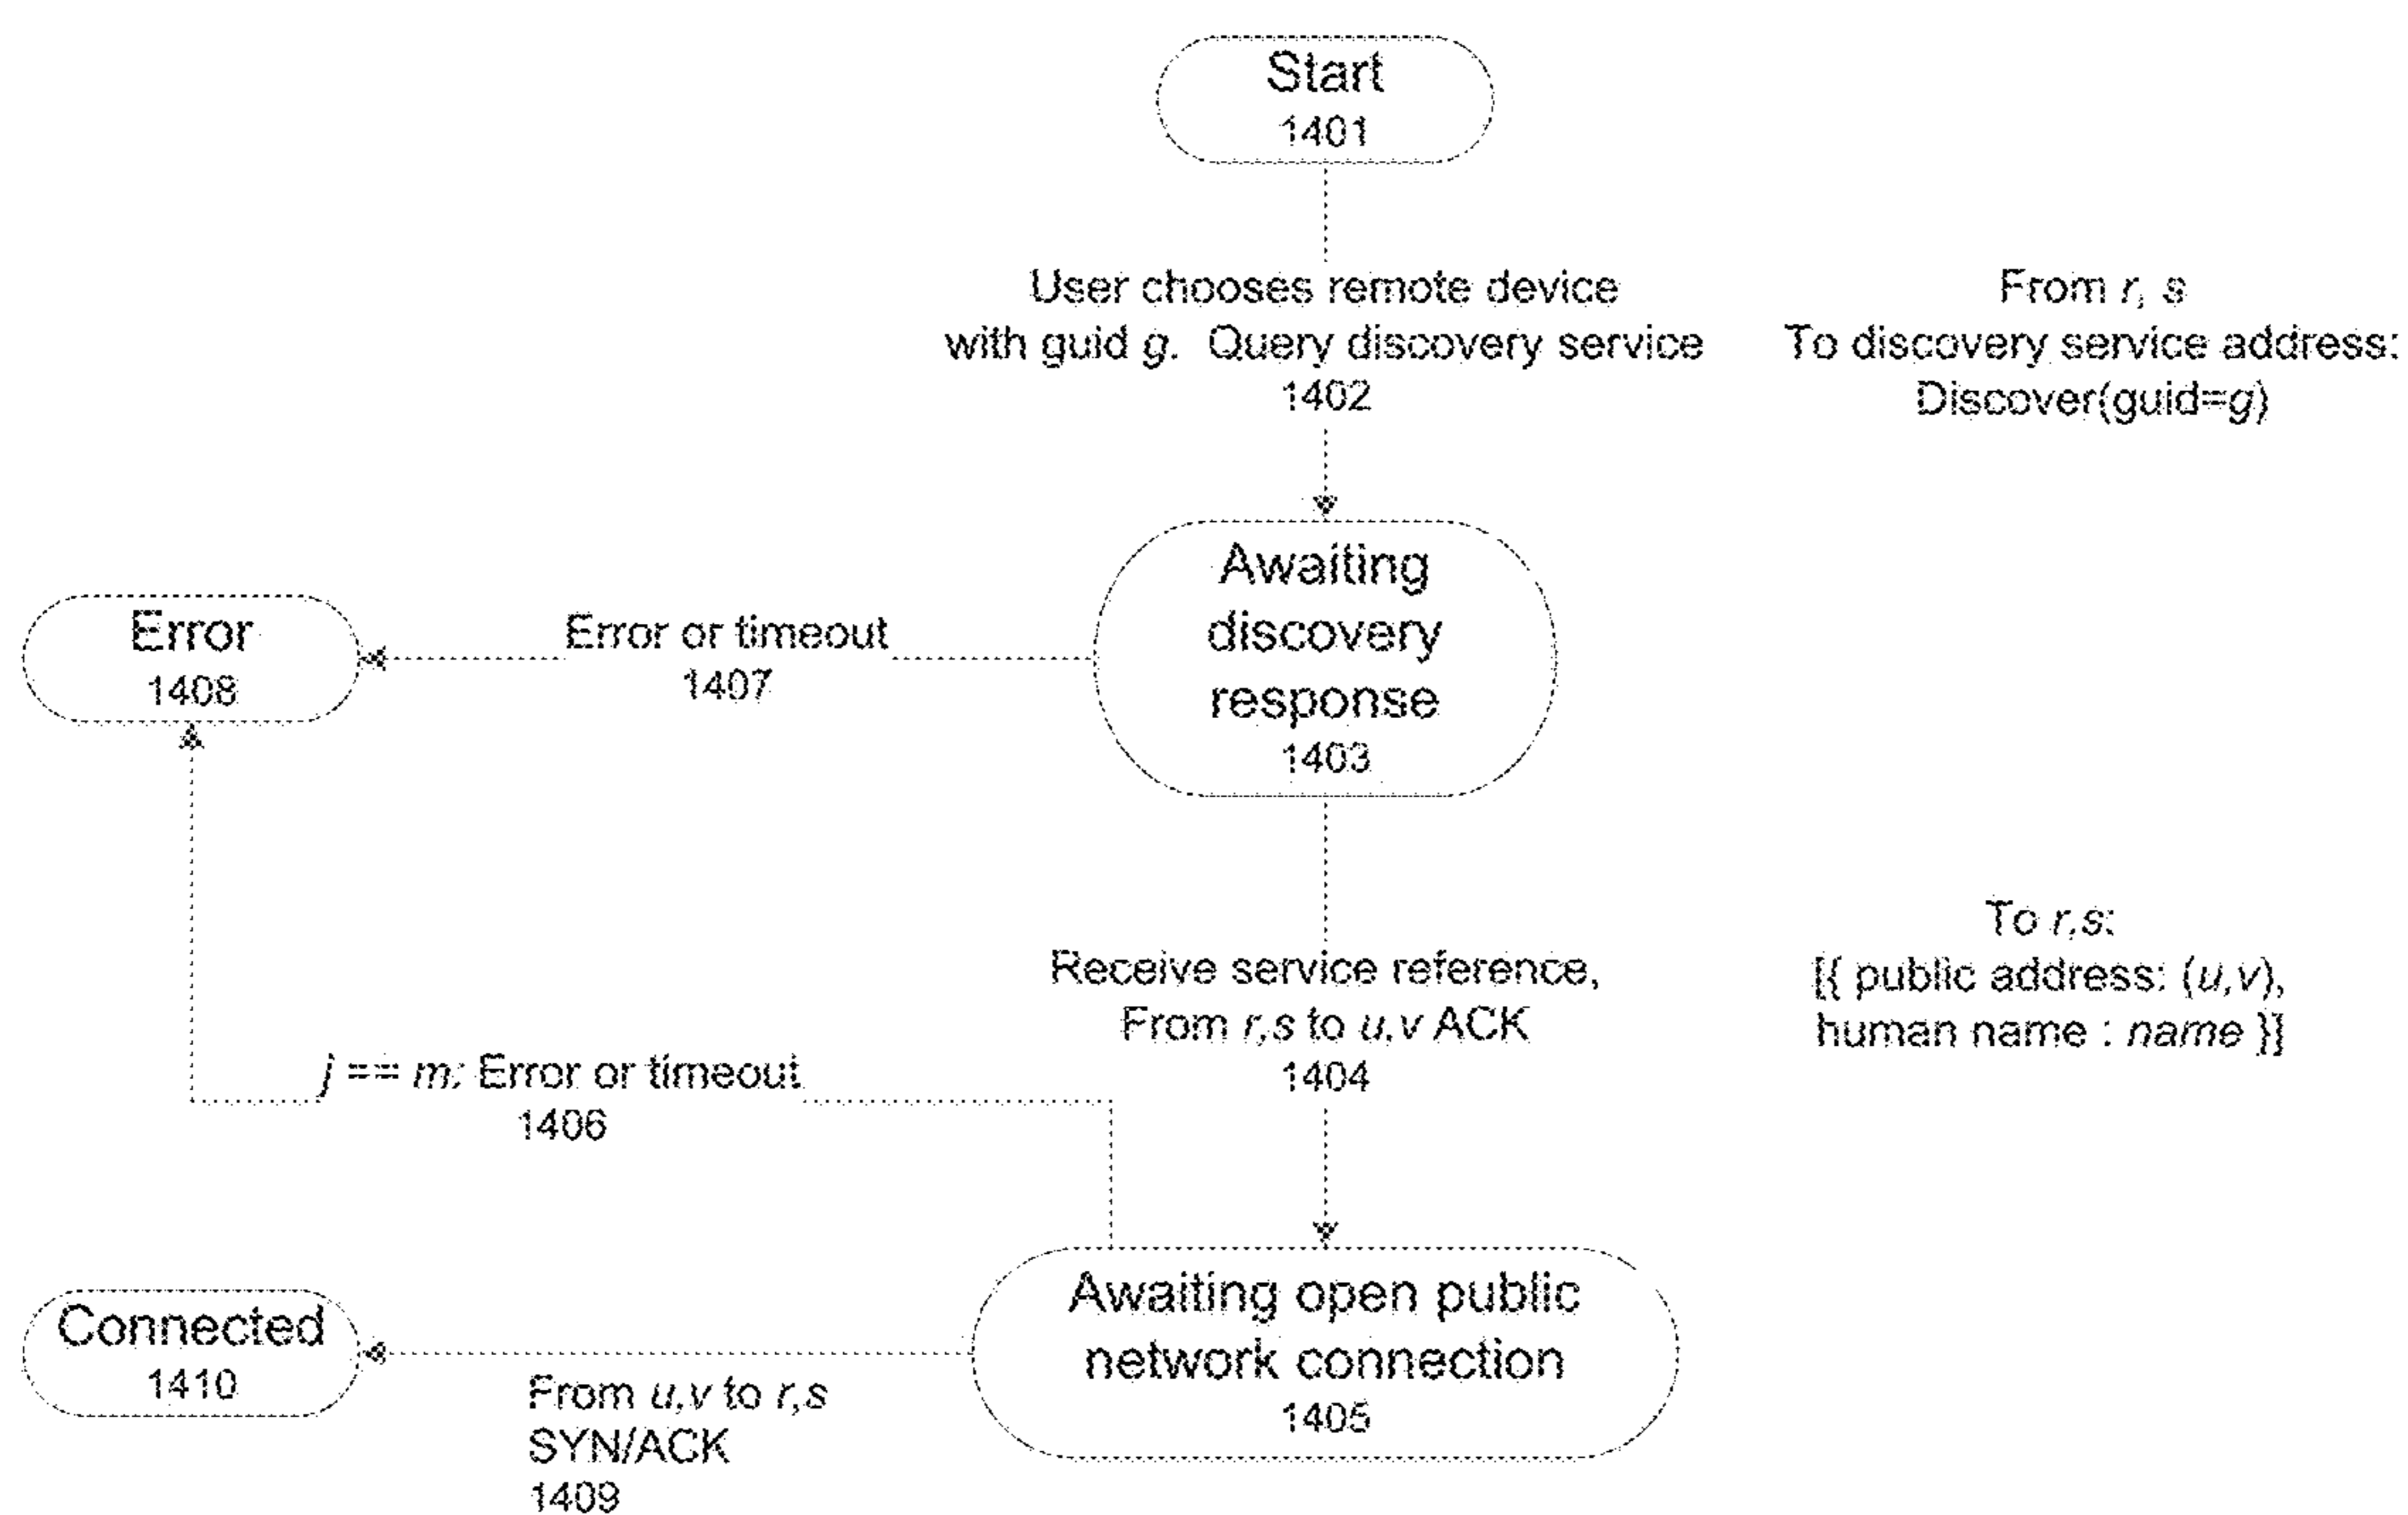 Start
1401
User chooses remote device
with guid g. Query discovery service
1402
From r, s
To discovery service address:
Discover(guid=g)
Awaiting
discovery
response
1403
Error or timeout
1407
Error
1408
Receive service reference,
From r,s to u,v ACK
1404
To r,s:
[{ public address: (u,v),
human name : name }]
j == m: Error or timeout
1406
Awaiting open public
network connection
1405
Connected
1410
From u,v to r,s
SYN/ACK
1409